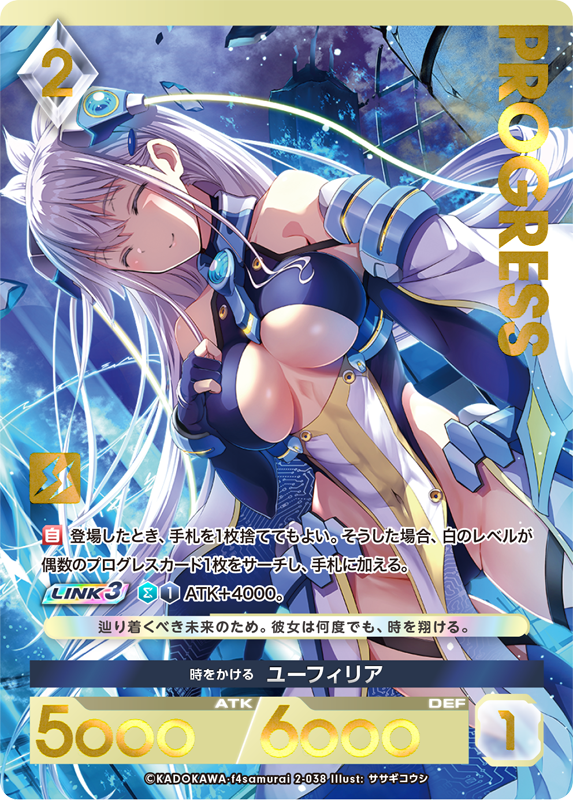 2
PROGRESS
自 登場したとき、手札を1枚捨ててもよい。そうした場合、白のレベルが
偶数のプログレスカード1枚をサーチし、手札に加える。
LINK 3 Σ 1 ATK+4000。
辿り着くべき未来のため。彼女は何度でも、時を翔ける。
時をかける ユーフィリア
ATK DEF
5000 6000 1
©KADOKAWA-f4samurai 2-038 Illust: ササギコウシ